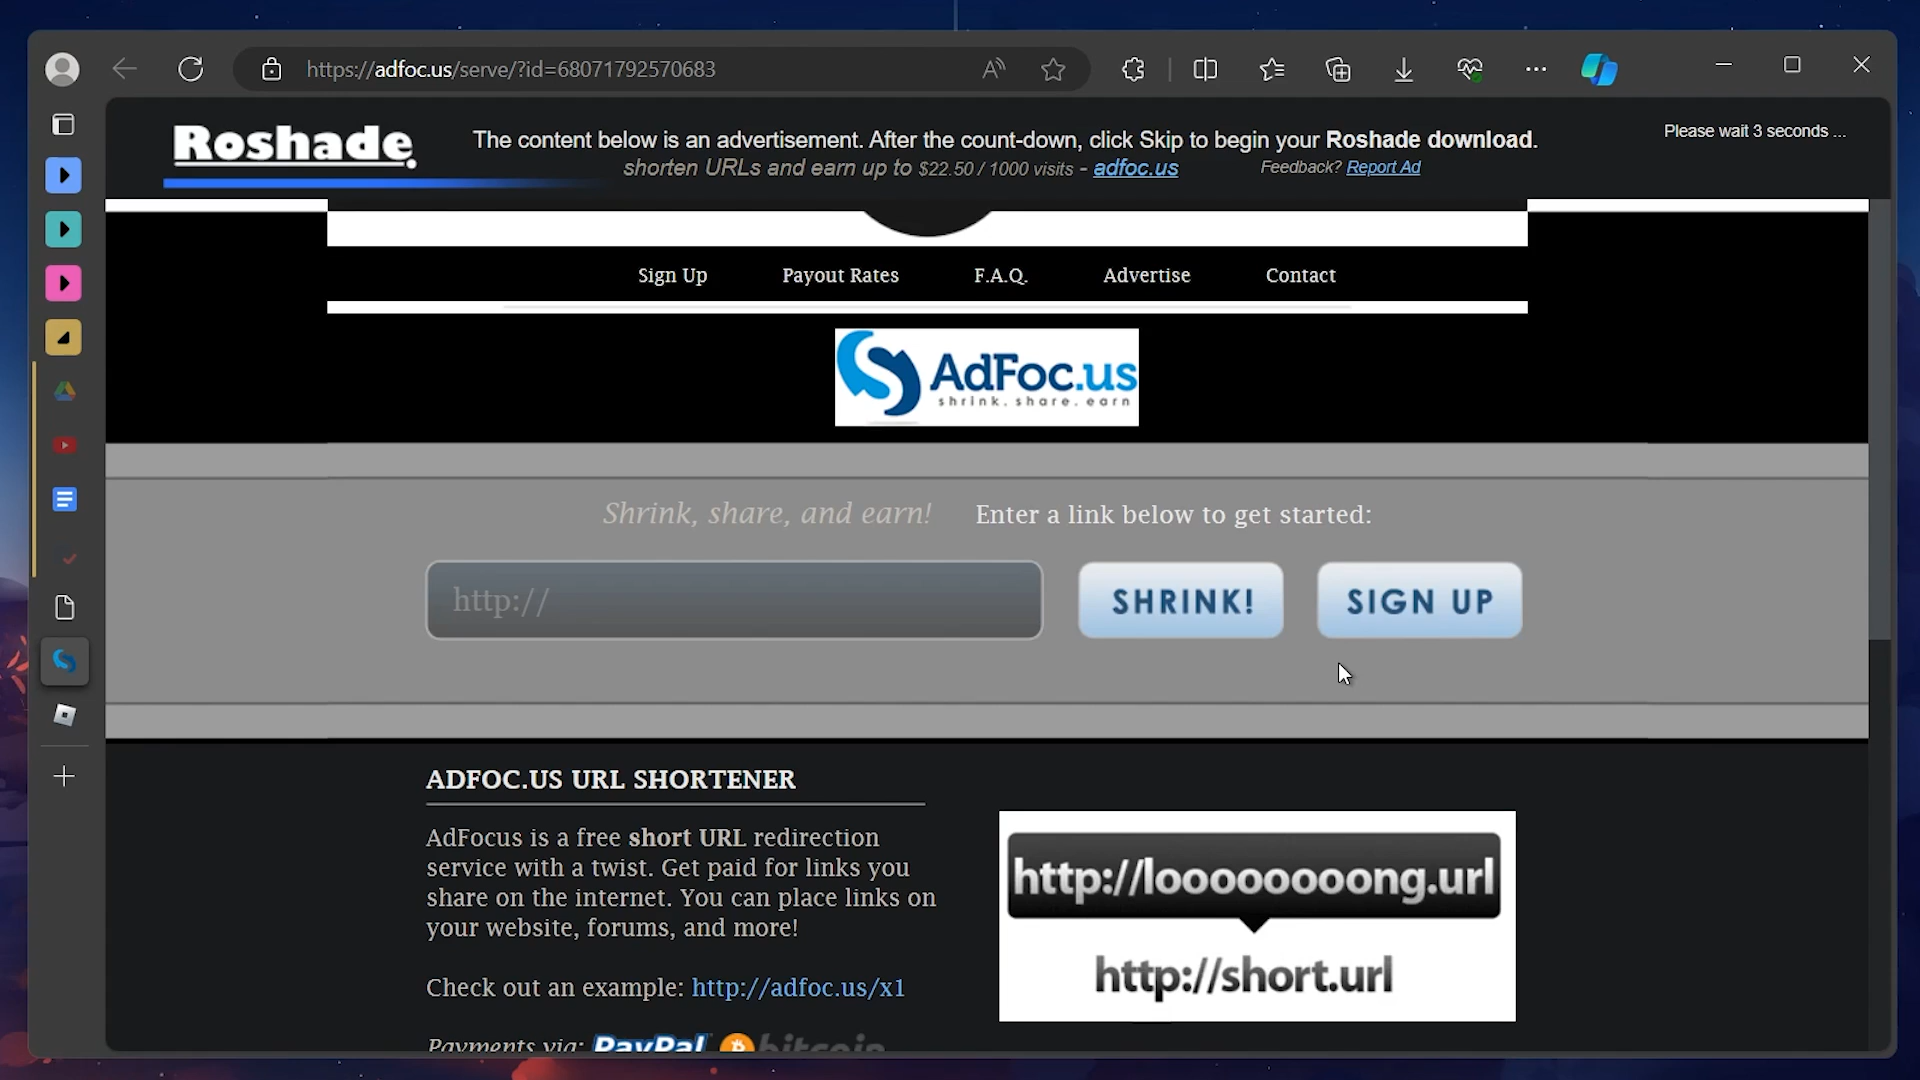 https://adfoc.us/serve/?id=68071792570683
Roshade.
The content below is an advertisement. After the count-down, click Skip to begin your Roshade download.
shorten URLs and earn up to $22.50 / 1000 visits - adfoc.us
Feedback? Report Ad
Please wait 3 seconds ...
Sign Up
Payout Rates
F.A.Q.
Advertise
Contact
AdFoc.us
shrink. share. earn
Shrink, share, and earn!
Enter a link below to get started:
http://
SHRINK!
SIGN UP
ADFOC.US URL SHORTENER
AdFocus is a free short URL redirection
service with a twist. Get paid for links you
share on the internet. You can place links on
your website, forums, and more!
Check out an example: http://adfoc.us/x1
Payments via: PayPal bitcoin
http://looooooooong.url
http://short.url